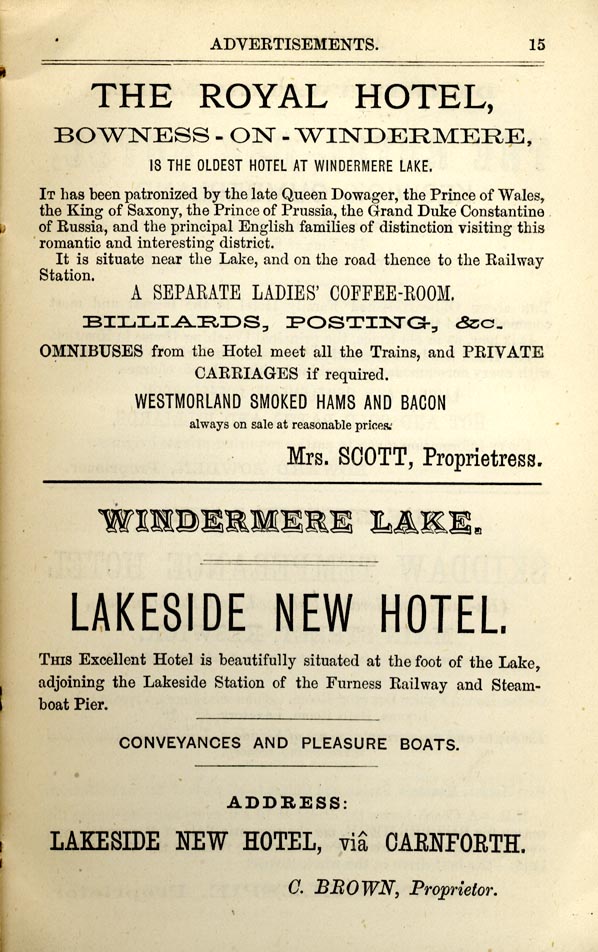 ADVERTISEMENTS. 15
THE ROYAL HOTEL,
BOWNESS-ON-WINDERMERE,
IS THE OLDEST HOTEL AT WINDERMERE LAKE.
IT has been patronized by the late Queen Dowager, the Prince of Wales,
the King of Saxony, the Prince of Prussia, the Grand Duke Constantine
of Russia, and the principal English families of distinction visiting this
romantic and interesting district.
It is situate near the Lake, and on the road thence to the Railway
Station.
A SEPARATE LADIES' COFFEE-ROOM.
BILLIARDS, POSTING, &c.
OMNIBUSES from the Hotel meet all the Trains, and PRIVATE
CARRIAGES if required.
WESTMORLAND SMOKED HAMS AND BACON
always on sale at reasonable prices.
Mrs. SCOTT, Proprietress.
WINDERMERE LAKE.
LAKESIDE NEW HOTEL.
THIS Excellent Hotel is beautifully situated at the foot of the Lake,
adjoining the Lakeside Station of the Furness Railway and Steam-
boat Pier.
CONVEYANCES AND PLEASURE BOATS.
ADDRESS:
LAKESIDE NEW HOTEL, viâ CARNFORTH.
C. BROWN, Proprietor.